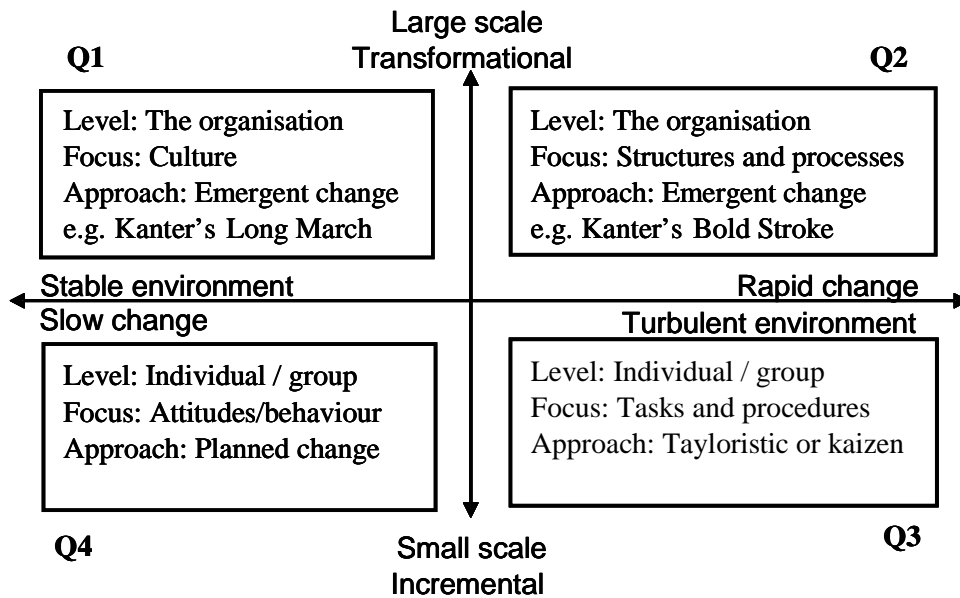 Large scale
Transformational
Q1
Q2
Level: The organisation
Focus: Culture
Approach: Emergent change
e.g. Kanter's Long March
Level: The organisation
Focus: Structures and processes
Approach: Emergent change
e.g. Kanter's Bold Stroke
Stable environment
Slow change
Rapid change
Turbulent environment
Level: Individual / group
Focus: Attitudes/behaviour
Approach: Planned change
Level: Individual / group
Focus: Tasks and procedures
Approach: Tayloristic or kaizen
Q4
Q3
Small scale
Incremental